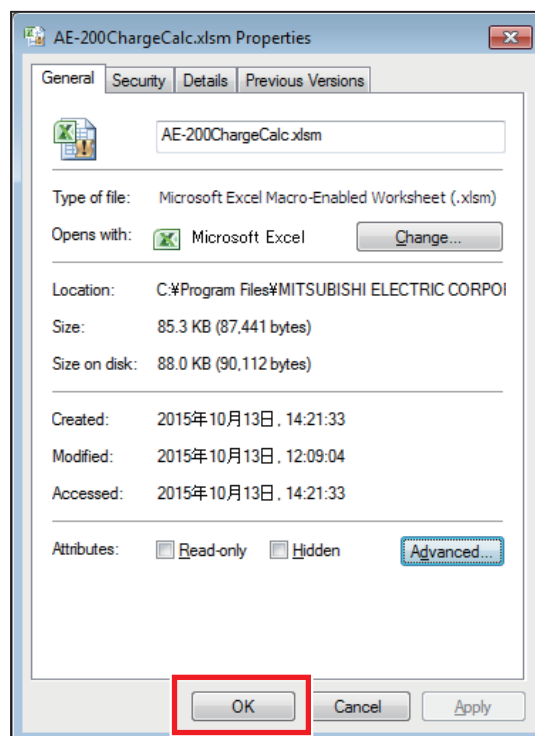 AE-200ChargeCalc.xlsm Properties
General Security Details Previous Versions
AE-200ChargeCalc.xlsm
Type of file: Microsoft Excel Macro-Enabled Worksheet (.xlsm)
Opens with: Microsoft Excel Change...
Location: C:¥Program Files¥MITSUBISHI ELECTRIC CORPO
Size: 85.3 KB (87,441 bytes)
Size on disk: 88.0 KB (90,112 bytes)
Created: 2015年10月13日, 14:21:33
Modified: 2015年10月13日, 12:09:04
Accessed: 2015年10月13日, 14:21:33
Attributes: Read-only Hidden Advanced...
OK Cancel Apply